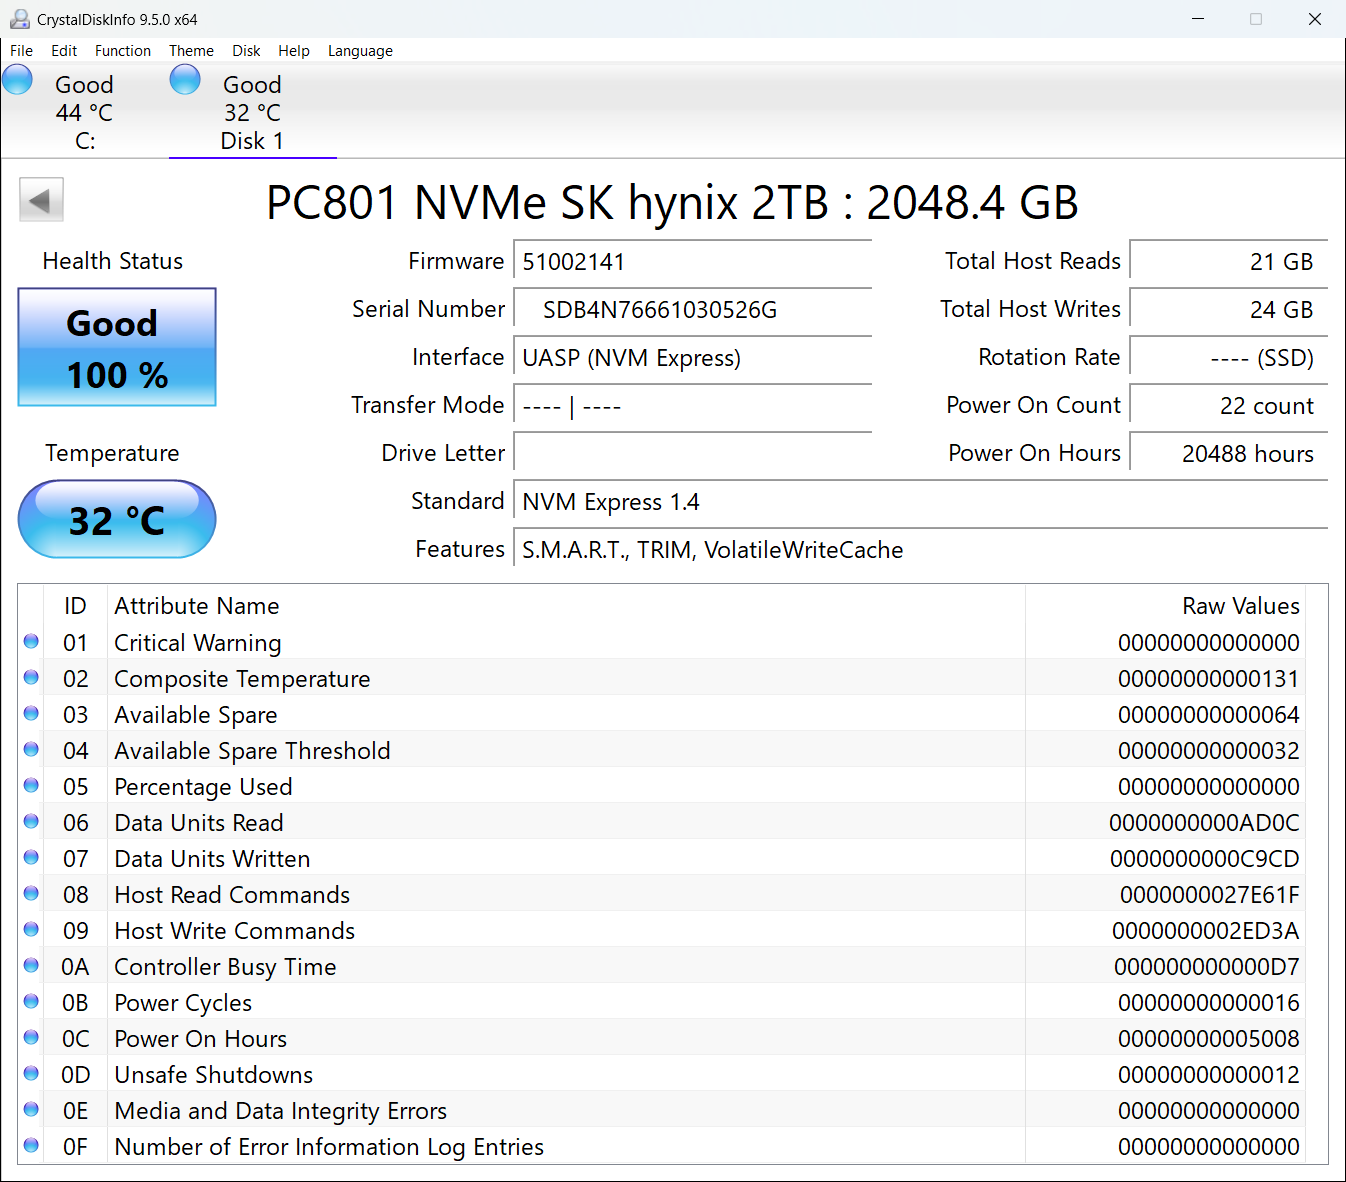 CrystalDiskInfo 9.5.0 x64
File Edit Function Theme Disk Help Language
Good Good
44 °C 32 °C
C: Disk 1
PC801 NVMe SK hynix 2TB : 2048.4 GB
Health Status
Good
100 %
Temperature
32 °C
Firmware 51002141
Serial Number SDB4N76661030526G
Interface UASP (NVM Express)
Transfer Mode ---- | ----
Drive Letter
Standard NVM Express 1.4
Features S.M.A.R.T., TRIM, VolatileWriteCache
Total Host Reads 21 GB
Total Host Writes 24 GB
Rotation Rate ---- (SSD)
Power On Count 22 count
Power On Hours 20488 hours
ID Attribute Name Raw Values
01 Critical Warning 00000000000000
02 Composite Temperature 00000000000131
03 Available Spare 00000000000064
04 Available Spare Threshold 00000000000032
05 Percentage Used 00000000000000
06 Data Units Read 0000000000AD0C
07 Data Units Written 0000000000C9CD
08 Host Read Commands 0000000027E61F
09 Host Write Commands 0000000002ED3A
0A Controller Busy Time 000000000000D7
0B Power Cycles 00000000000016
0C Power On Hours 00000000005008
0D Unsafe Shutdowns 00000000000012
0E Media and Data Integrity Errors 00000000000000
0F Number of Error Information Log Entries 00000000000000